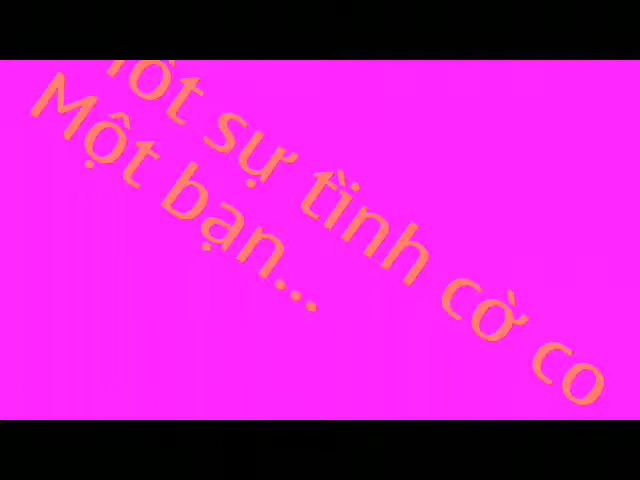 sự tình cờ co
Một bạn...